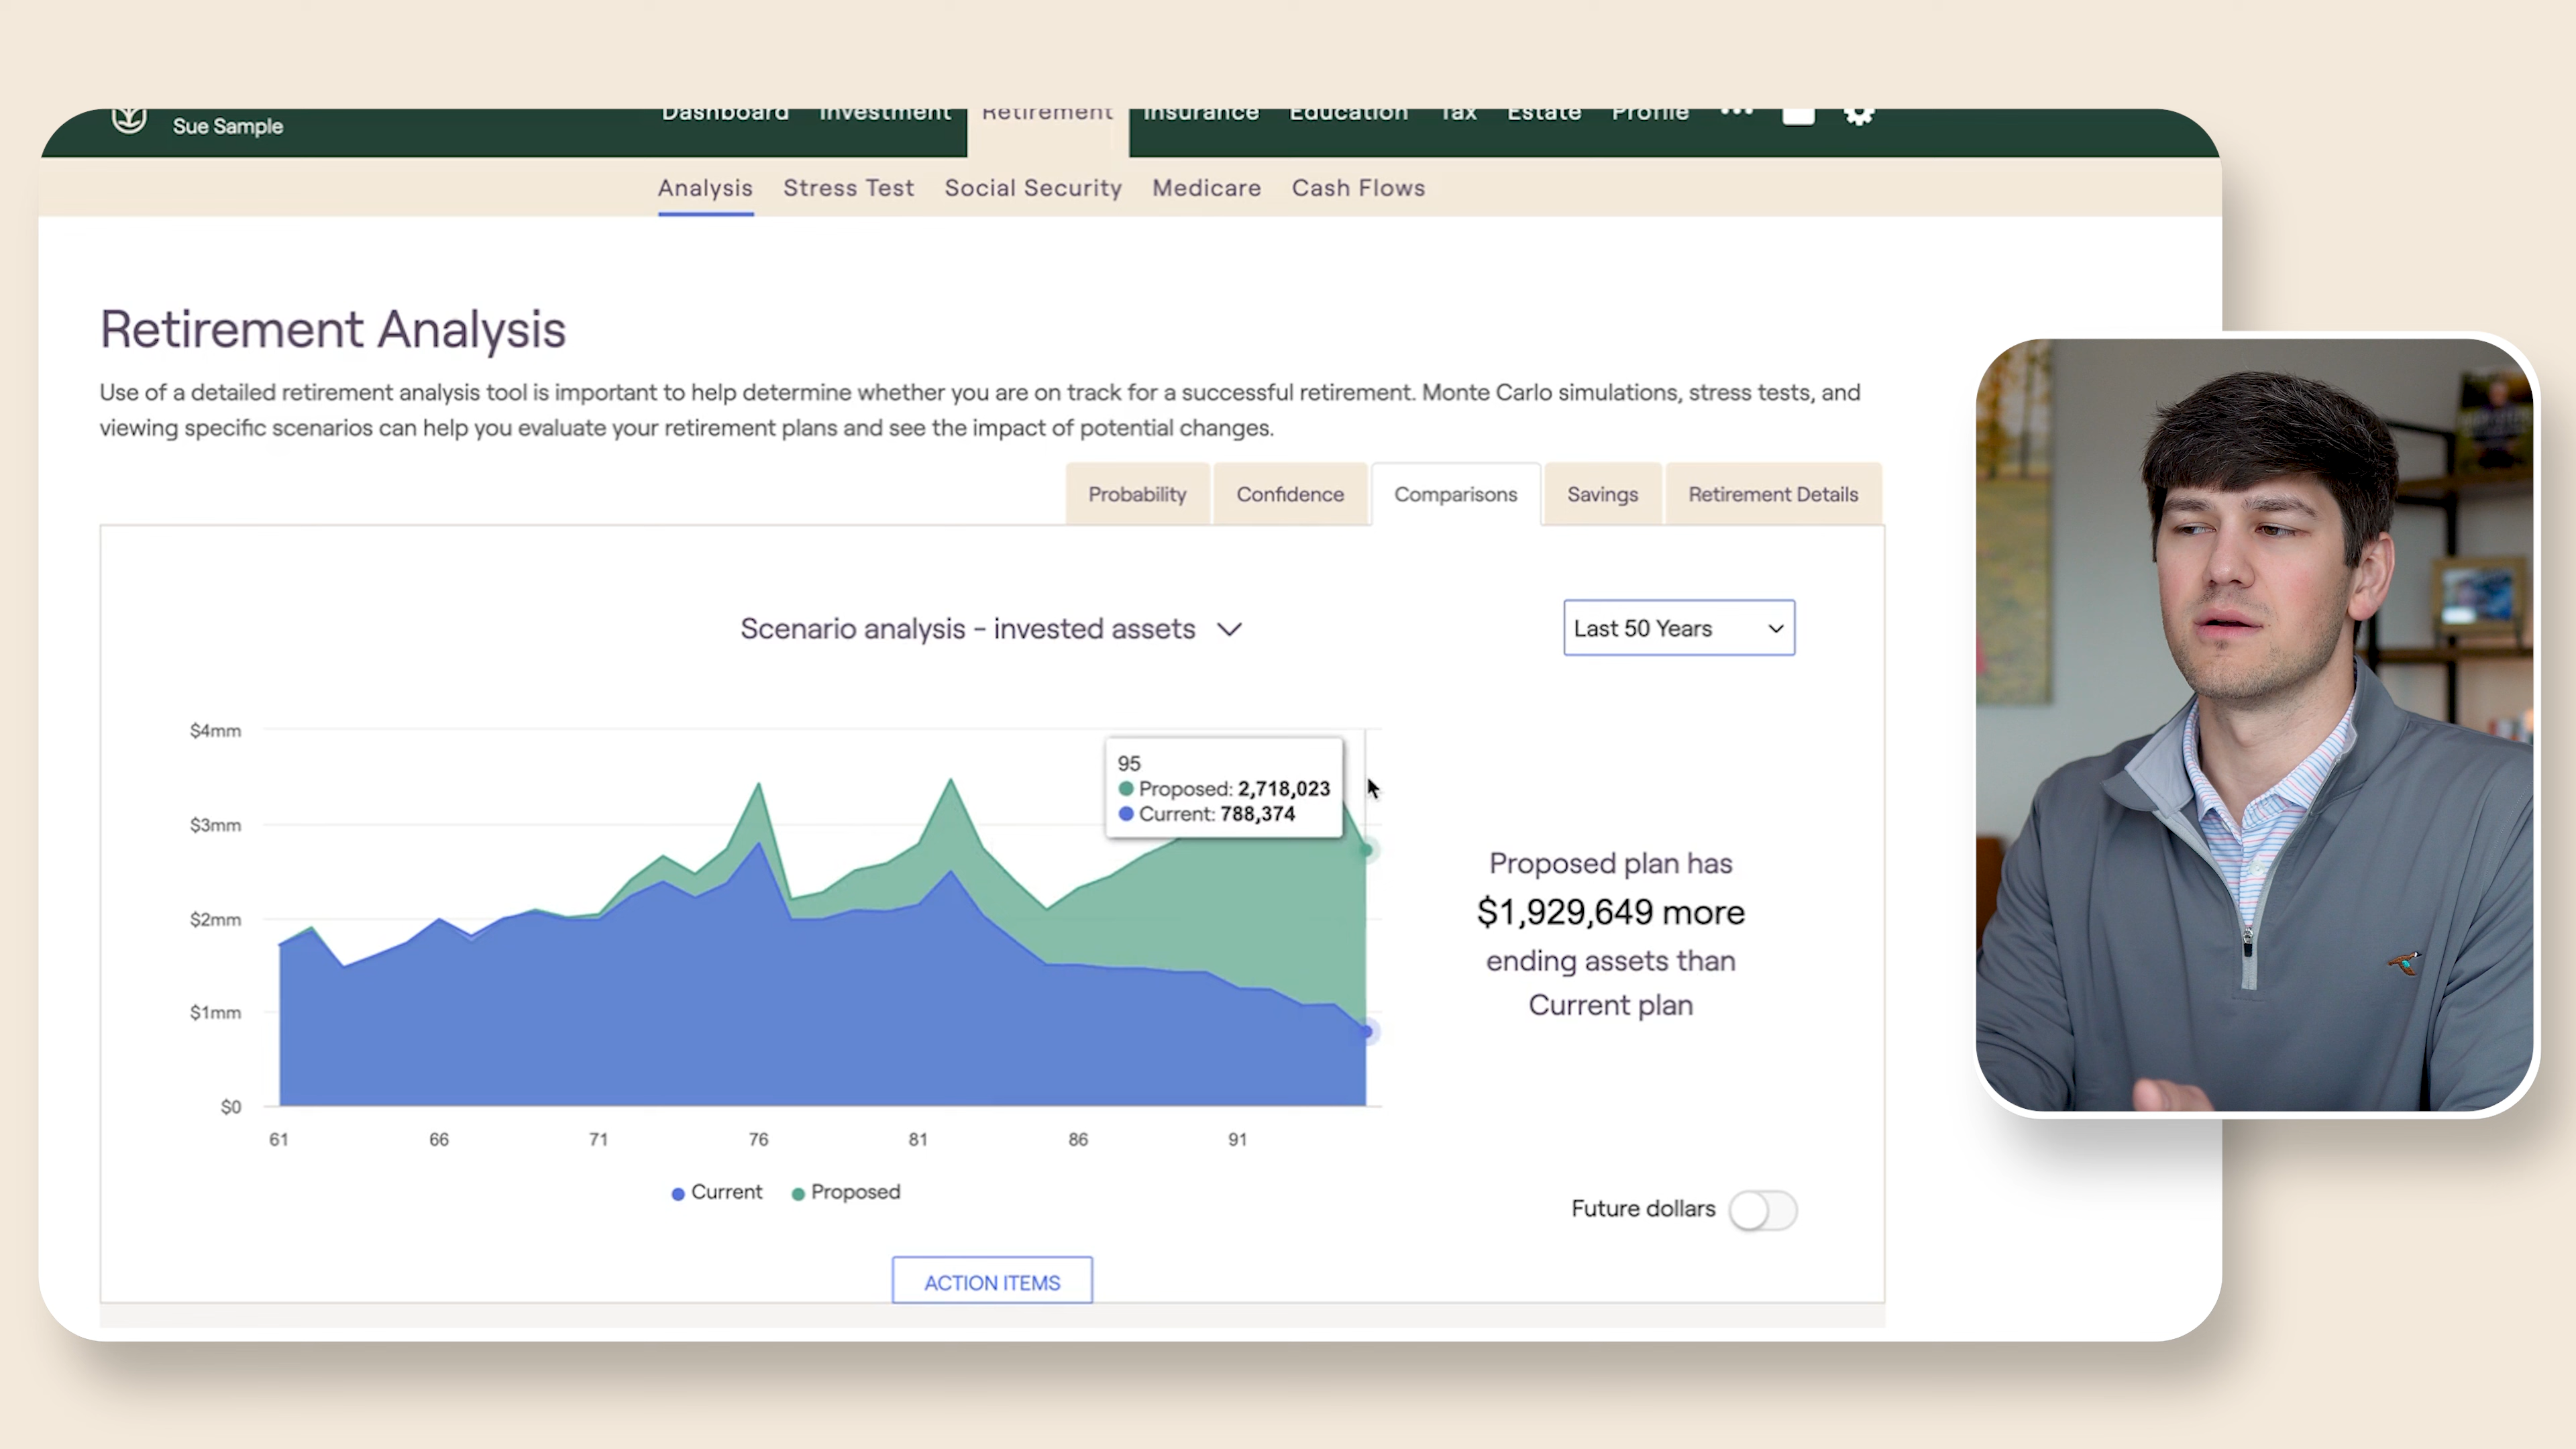 Sue Sample
Dashboard Investment Retirement Insurance Education Tax Estate Profile
Analysis Stress Test Social Security Medicare Cash Flows
Retirement Analysis
Use of a detailed retirement analysis tool is important to help determine whether you are on track for a successful retirement. Monte Carlo simulations, stress tests, and
viewing specific scenarios can help you evaluate your retirement plans and see the impact of potential changes.
Probability Confidence Comparisons Savings Retirement Details
Scenario analysis - invested assets
Last 50 Years
$4mm
$3mm
$2mm
$1mm
$0
95
Proposed: 2,718,023
Current: 788,374
61 66 71 76 81 86 91
Current Proposed
Proposed plan has
$1,929,649 more
ending assets than
Current plan
Future dollars
ACTION ITEMS